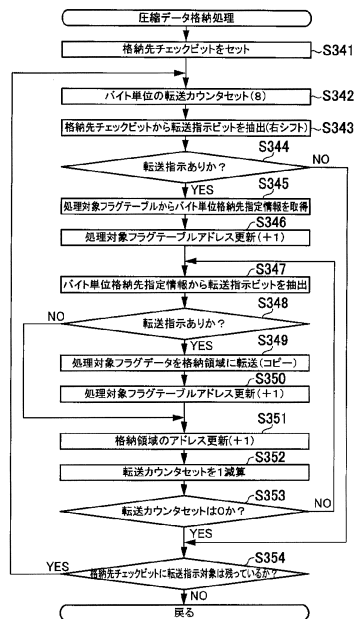 圧縮データ格納処理
格納先チェックビットをセット
S341
バイト単位の転送カウンタセット(8)
S342
格納先チェックビットから転送指示ビットを抽出(右シフト)
S343
S344
転送指示ありか？
NO
YES
S345
処理対象フラグテーブルからバイト単位格納先指定情報を取得
S346
処理対象フラグテーブルアドレス更新(+1)
S347
バイト単位格納先指定情報から転送指示ビットを抽出
S348
NO
転送指示ありか？
YES
S349
処理対象フラグデータを格納領域に転送(コピー)
S350
処理対象フラグテーブルアドレス更新(+1)
S351
格納領域のアドレス更新(+1)
S352
転送カウンタセットを1減算
S353
転送カウンタセットは0か？
NO
YES
S354
YES
格納先チェックビットに転送指示対象は残っているか？
NO
戻る